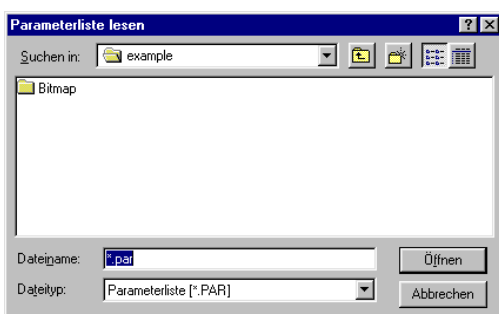 Parameterliste lesen
Suchen in: example
Bitmap
Dateiname: *.par Öffnen
Dateityp: Parameterliste [*.PAR] Abbrechen